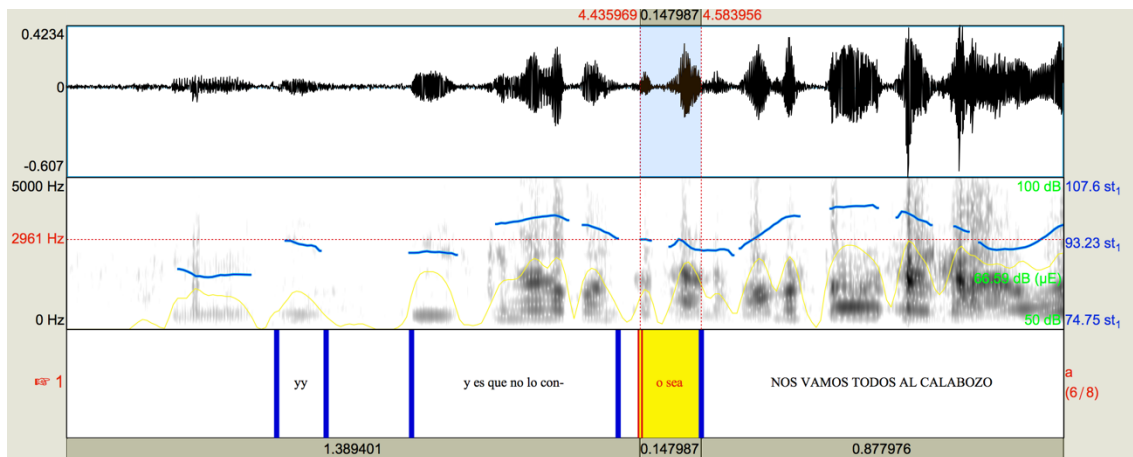 4.435969 0.147987 4.583956
0.4234
0
-0.607
5000 Hz 100 dB 107.6 st₁
2961 Hz 93.23 st₁
0 Hz 50 dB 74.75 st₁
☞ 1 yy y es que no lo con- o sea NOS VAMOS TODOS AL CALABOZO a
(6 / 8)
1.389401 0.147987 0.877976